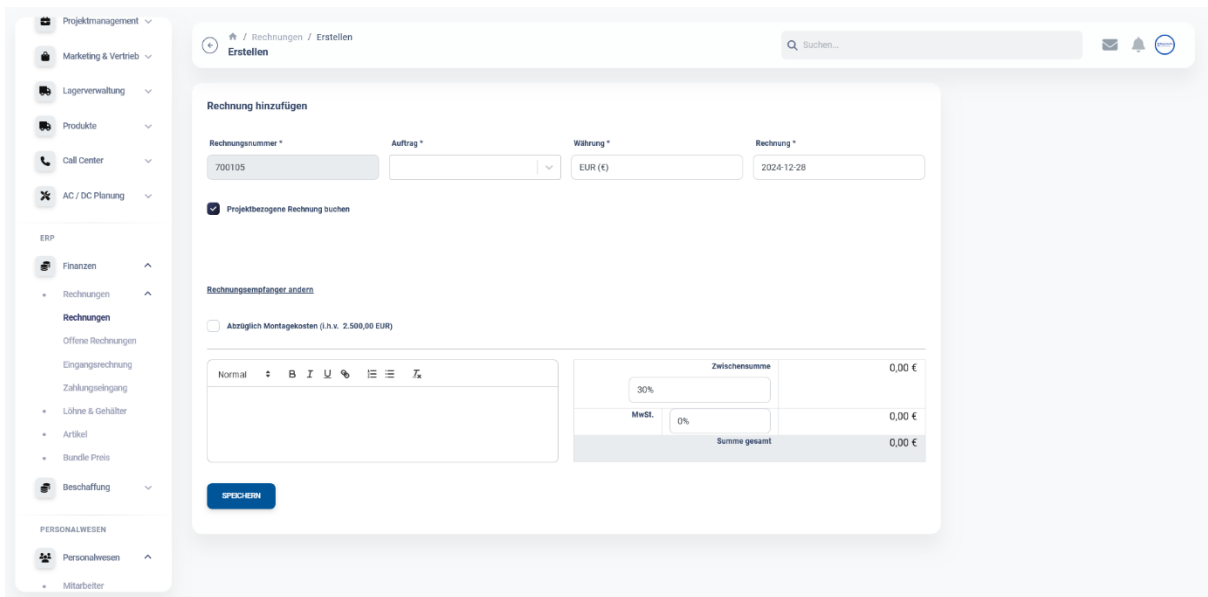 Projektmanagement
Marketing & Vertrieb
Lagerverwaltung
Produkte
Call Center
AC / DC Planung
ERP
Finanzen
Rechnungen
Rechnungen
Offene Rechnungen
Eingangsrechnung
Zahlungseingang
Löhne & Gehälter
Artikel
Bundle Preis
Beschaffung
PERSONALWESEN
Personalwesen
Mitarbeiter
/ Rechnungen / Erstellen
Erstellen
Suchen...
Rechnung hinzufügen
Rechnungsnummer * Auftrag * Währung * Rechnung *
700105 EUR (€) 2024-12-28
Projektbezogene Rechnung buchen
Rechnungsempfanger andern
Abzüglich Montagekosten (i.h.v. 2.500,00 EUR)
Normal B I U
Zwischensumme 0,00 €
30%
MwSt. 0% 0,00 €
Summe gesamt 0,00 €
SPEICHERN